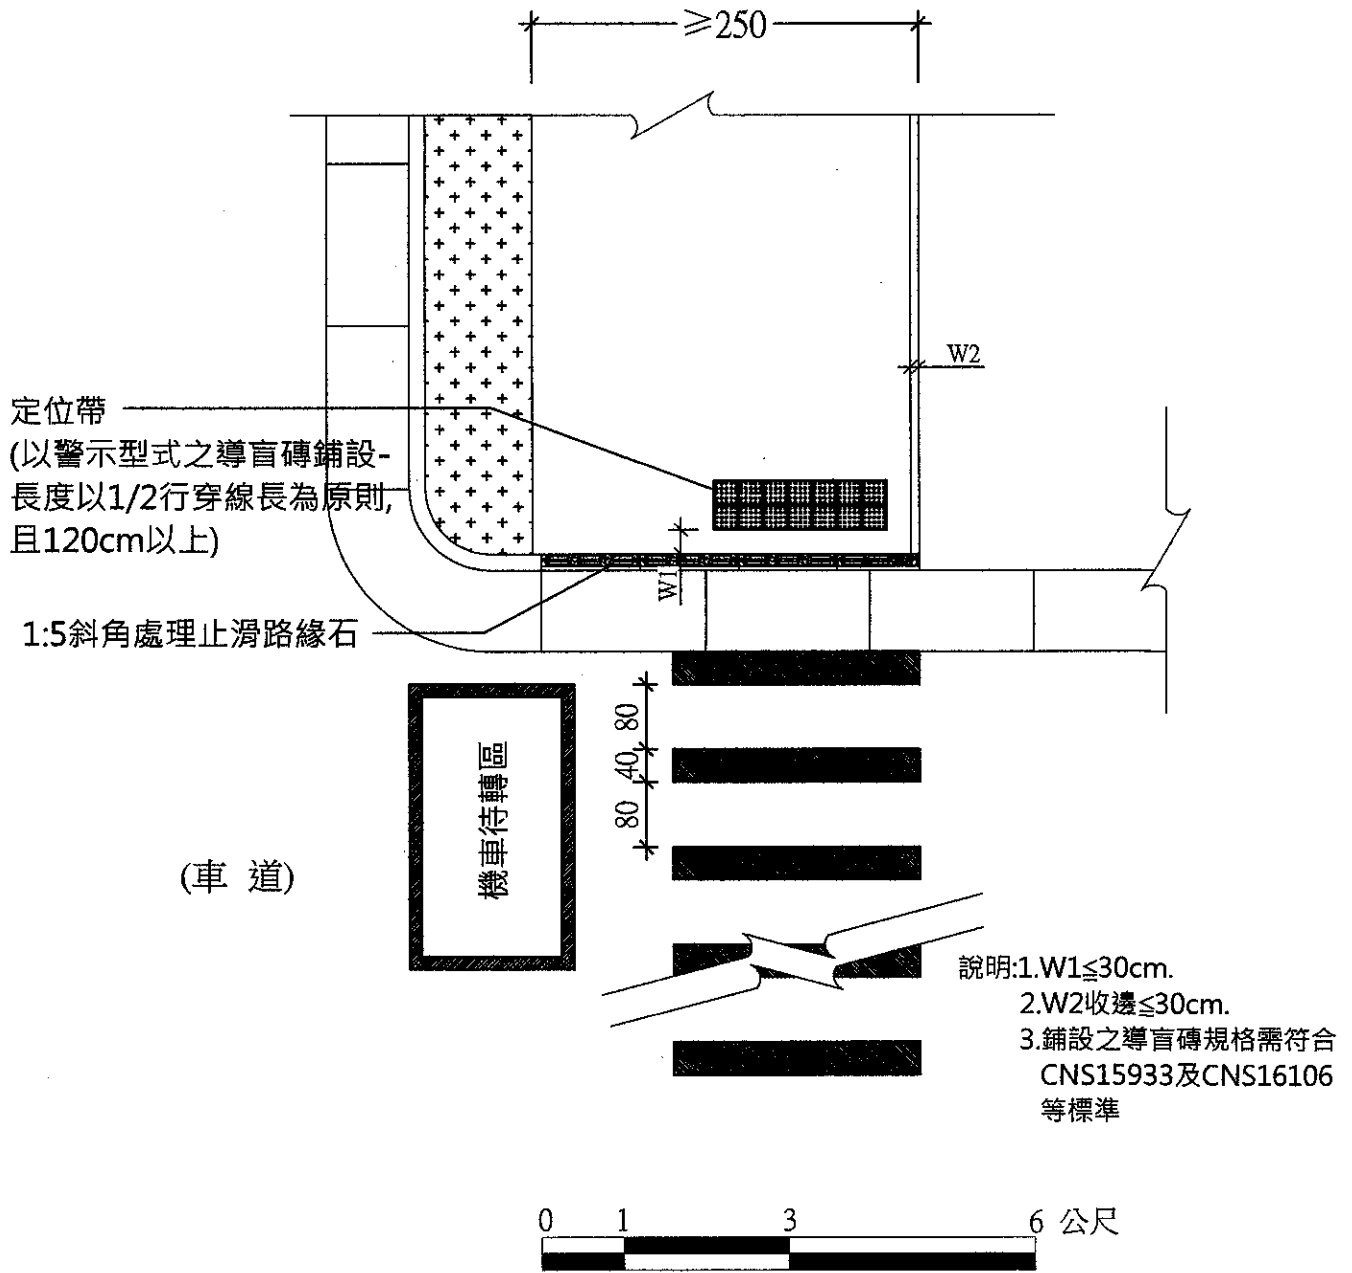 ≥250
W2
定位帶
(以警示型式之導盲磚鋪設-
長度以1/2行穿線長為原則,
且120cm以上)
W1
1:5斜角處理止滑路緣石
80
40
80
機車待轉區
(車 道)
說明:1.W1≦30cm.
2.W2收邊≦30cm.
3.鋪設之導盲磚規格需符合
CNS15933及CNS16106
等標準
0 1 3 6 公尺